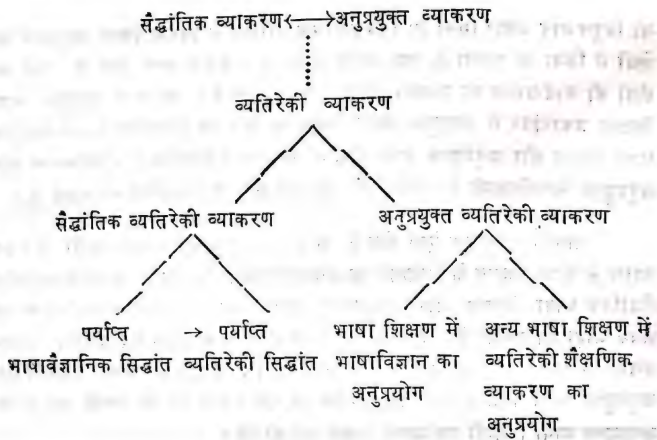 सैद्धांतिक व्याकरण ←→ अनुप्रयुक्त व्याकरण
व्यतिरेकी व्याकरण
सैद्धांतिक व्यतिरेकी व्याकरण अनुप्रयुक्त व्यतिरेकी व्याकरण
पर्याप्त → पर्याप्त भाषा शिक्षण में अन्य भाषा शिक्षण में
भाषावैज्ञानिक सिद्धांत व्यतिरेकी सिद्धांत भाषाविज्ञान का व्यतिरेकी शैक्षणिक
अनुप्रयोग व्याकरण का
अनुप्रयोग